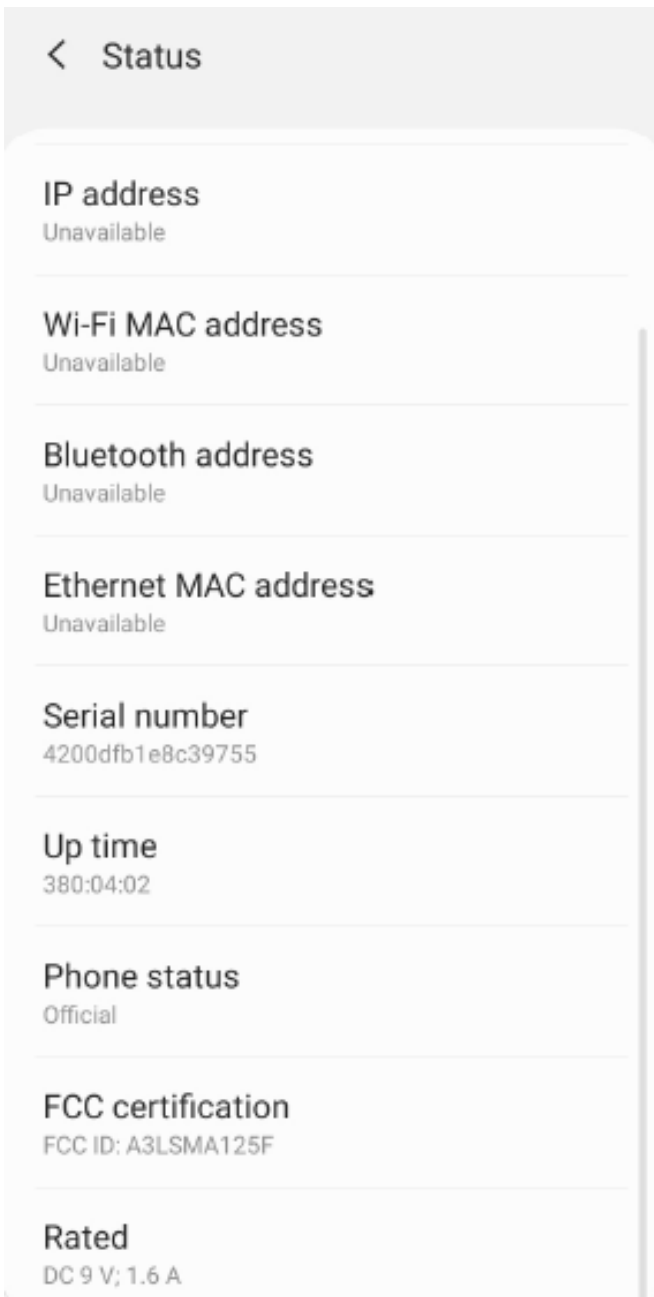 Status
IP address
Unavailable
Wi-Fi MAC address
Unavailable
Bluetooth address
Unavailable
Ethernet MAC address
Unavailable
Serial number
4200dfb1e8c39755
Up time
380:04:02
Phone status
Official
FCC certification
FCC ID: A3LSMA125F
Rated
DC 9 V; 1.6 A